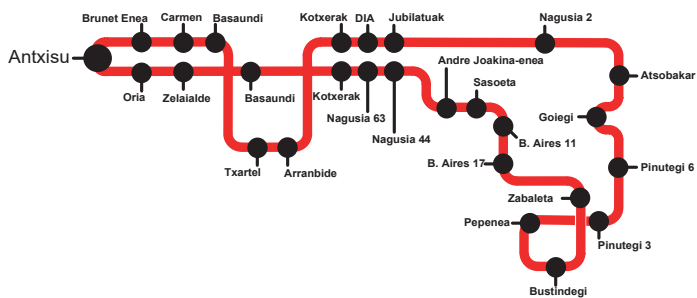 Brunet Enea
Carmen
Basaundi
Kotxerak
DIA
Jubilatuak
Nagusia 2
Antxisu
Andre Joakina-enea
Atsobakar
Sasoeta
Oria
Zelaialde
Basaundi
Kotxerak
Nagusia 63
Nagusia 44
Goiegi
B. Aires 11
B. Aires 17
Txartel
Arranbide
Pinutegi 6
Zabaleta
Pepenea
Pinutegi 3
Bustindegi